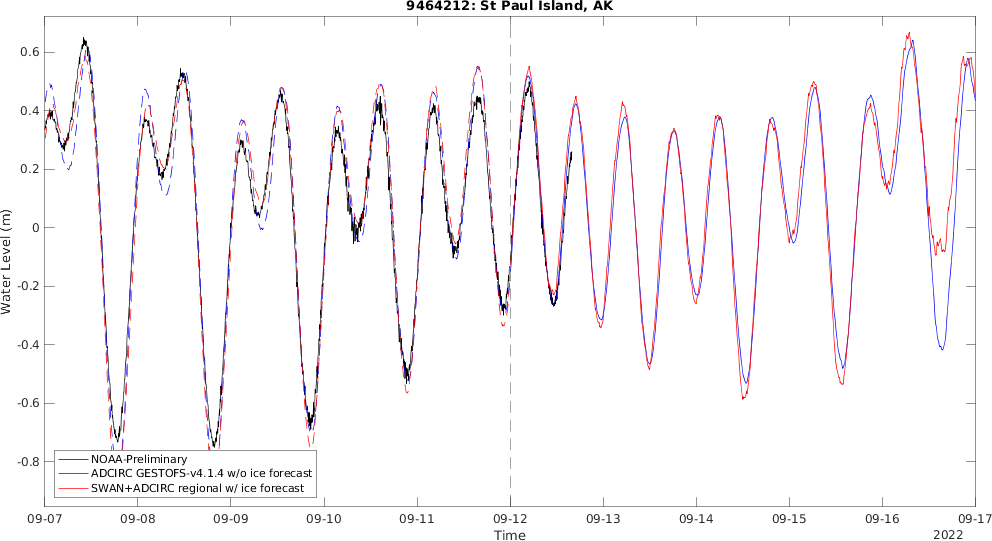 9464212: St Paul Island, AK
Water Level (m)
0.6
0.4
0.2
0
-0.2
-0.4
-0.6
-0.8
NOAA-Preliminary
ADCIRC GESTOFS-v4.1.4 w/o ice forecast
SWAN+ADCIRC regional w/ ice forecast
09-07 09-08 09-09 09-10 09-11 09-12 09-13 09-14 09-15 09-16 09-17
Time
2022